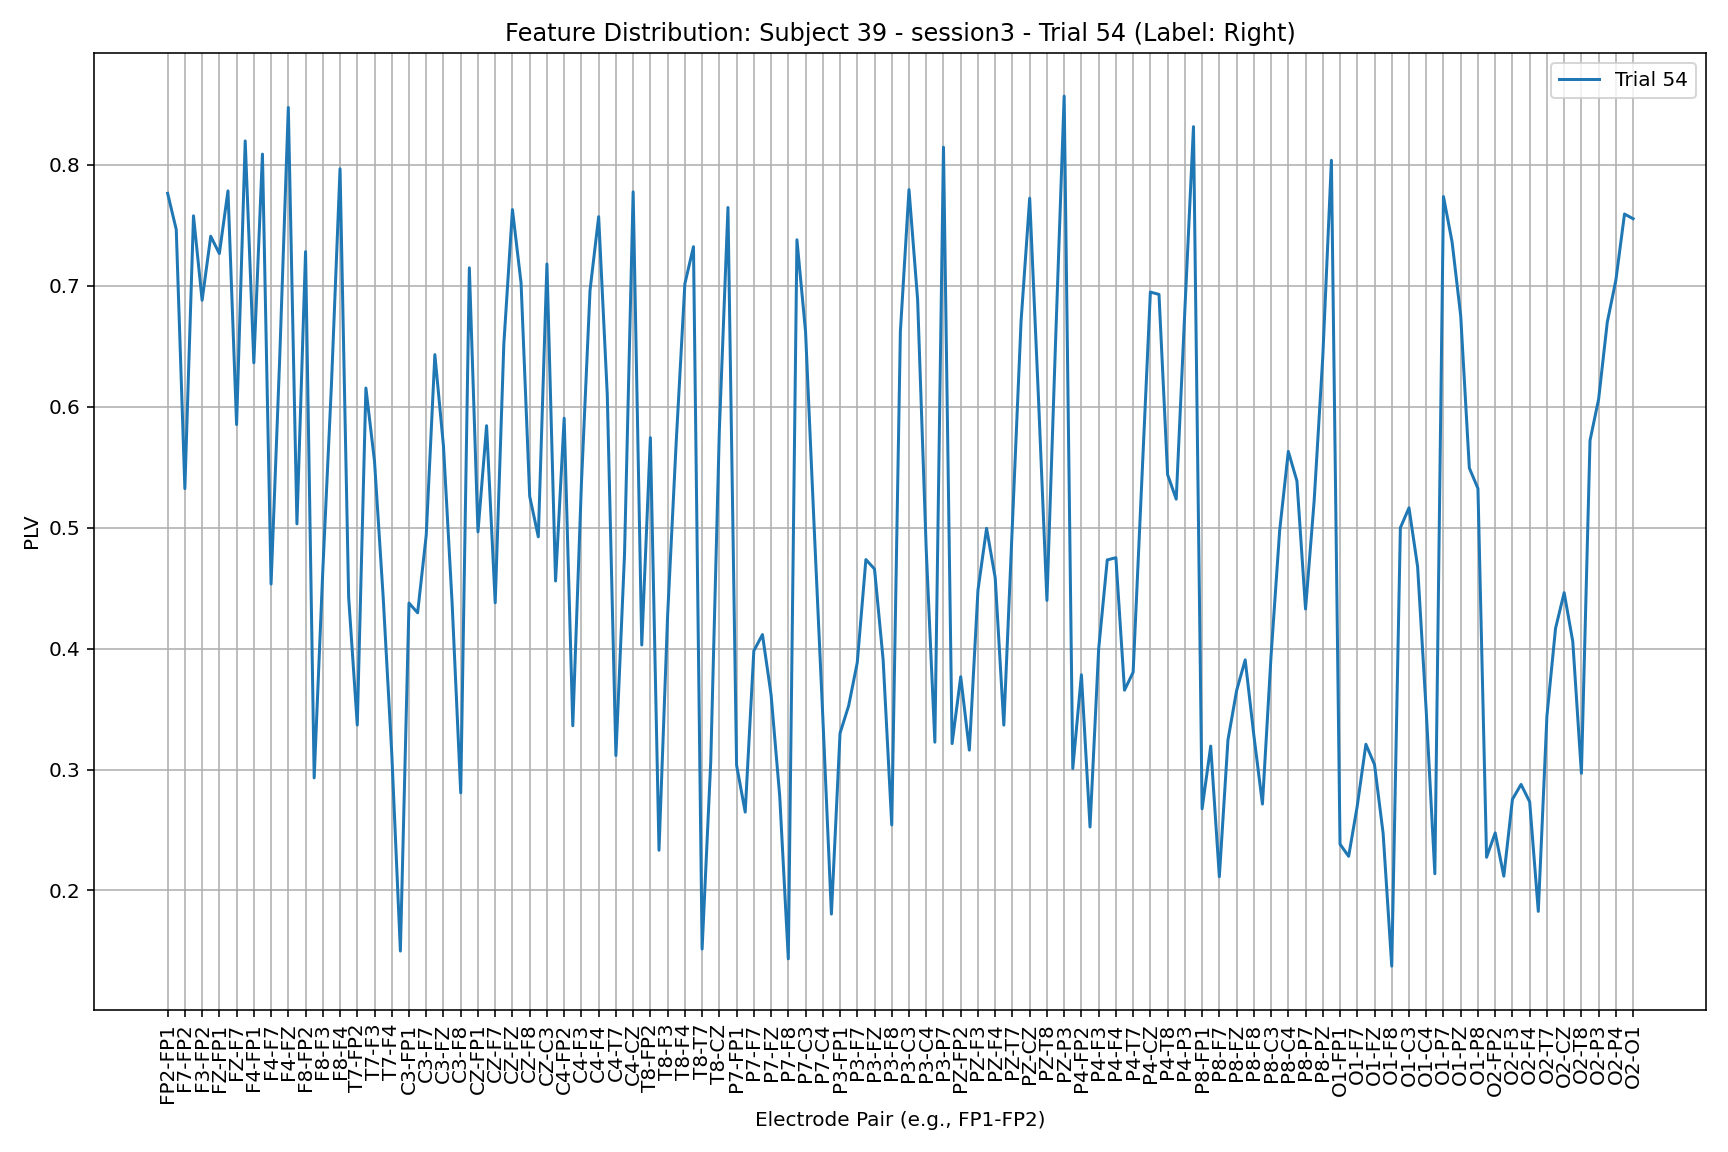 Feature Distribution: Subject 39 - session3 - Trial 54 (Label: Right)
Trial 54
PLV
0.8
0.7
0.6
0.5
0.4
0.3
0.2
FP2-FP1
F7-FP2
F3-FP2
FZ-FP1
FZ-F7
F4-FP1
F4-F7
F4-FZ
F8-FP2
F8-F3
F8-F4
T7-FP2
T7-F3
T7-F4
C3-FP1
C3-F7
C3-FZ
C3-F8
CZ-FP1
CZ-F7
CZ-FZ
CZ-F8
CZ-C3
C4-FP2
C4-F3
C4-F4
C4-T7
C4-CZ
T8-FP2
T8-F3
T8-F4
T8-T7
T8-CZ
P7-FP1
P7-F7
P7-FZ
P7-F8
P7-C3
P7-C4
P3-FP1
P3-F7
P3-FZ
P3-F8
P3-C3
P3-C4
P3-P7
PZ-FP2
PZ-F3
PZ-F4
PZ-T7
PZ-CZ
PZ-T8
PZ-P3
P4-FP2
P4-F3
P4-F4
P4-T7
P4-CZ
P4-T8
P4-P3
P8-FP1
P8-F7
P8-FZ
P8-F8
P8-C3
P8-C4
P8-P7
P8-PZ
O1-FP1
O1-F7
O1-FZ
O1-F8
O1-C3
O1-C4
O1-P7
O1-PZ
O1-P8
O2-FP2
O2-F3
O2-F4
O2-T7
O2-CZ
O2-T8
O2-P3
O2-P4
O2-O1
Electrode Pair (e.g., FP1-FP2)